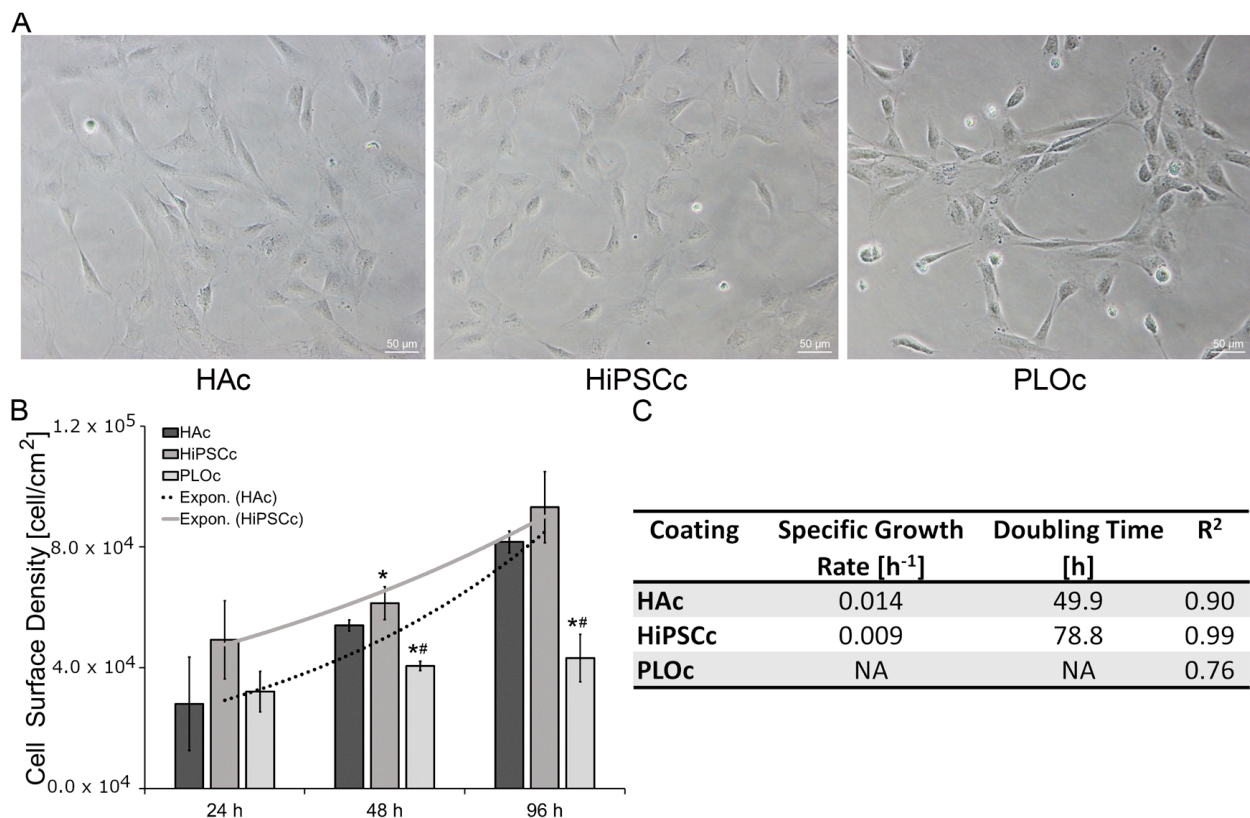 A
50 µm
50 µm
50 µm
HAc
HiPSCc
PLOc
B
Cell Surface Density [cell/cm²]
1.2 x 10⁵
8.0 x 10⁴
4.0 x 10⁴
0.0 x 10⁴
HAc
HiPSCc
PLOc
Expon. (HAc)
Expon. (HiPSCc)
*
*#
*#
24 h
48 h
96 h
C
Coating Specific Growth Doubling Time R²
Rate [h⁻¹] [h]
HAc 0.014 49.9 0.90
HiPSCc 0.009 78.8 0.99
PLOc NA NA 0.76